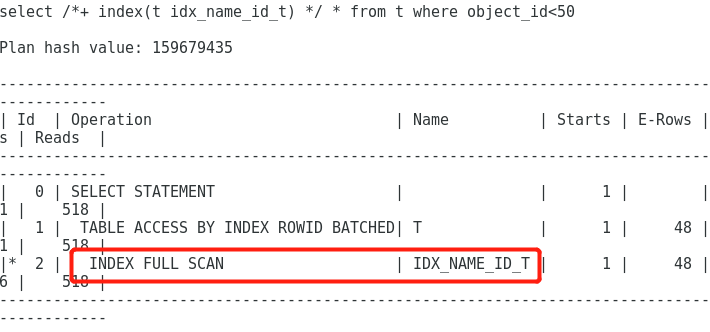 select /*+ index(t idx_name_id_t) */ * from t where object_id<50
Plan hash value: 159679435
--------------------------------------------------------------------------------
------------
| Id  | Operation                           | Name          | Starts | E-Rows |
s | Reads  |
--------------------------------------------------------------------------------
------------
|   0 | SELECT STATEMENT                    |               |      1 |        |
1 |    518 |
|   1 |  TABLE ACCESS BY INDEX ROWID BATCHED| T             |      1 |     48 |
1 |    518 |
|*  2 |   INDEX FULL SCAN                   | IDX_NAME_ID_T |      1 |     48 |
6 |    518 |
--------------------------------------------------------------------------------
------------